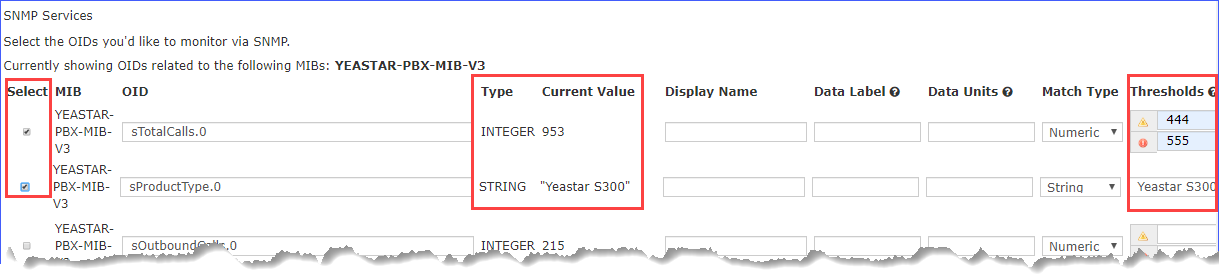 SNMP Services
Select the OIDs you'd like to monitor via SNMP.
Currently showing OIDs related to the following MIBs: YEASTAR-PBX-MIB-V3
Select MIB OID Type Current Value Display Name Data Label Data Units Match Type Thresholds
YEASTAR-PBX-MIB-V3 sTotalCalls.0 INTEGER 953 Numeric 444
555
YEASTAR-PBX-MIB-V3 sProductType.0 STRING "Yeastar S300" String Yeastar S300
YEASTAR-PBX-MIB- sOutboundCalls.0 INTEGER 215 Numeric